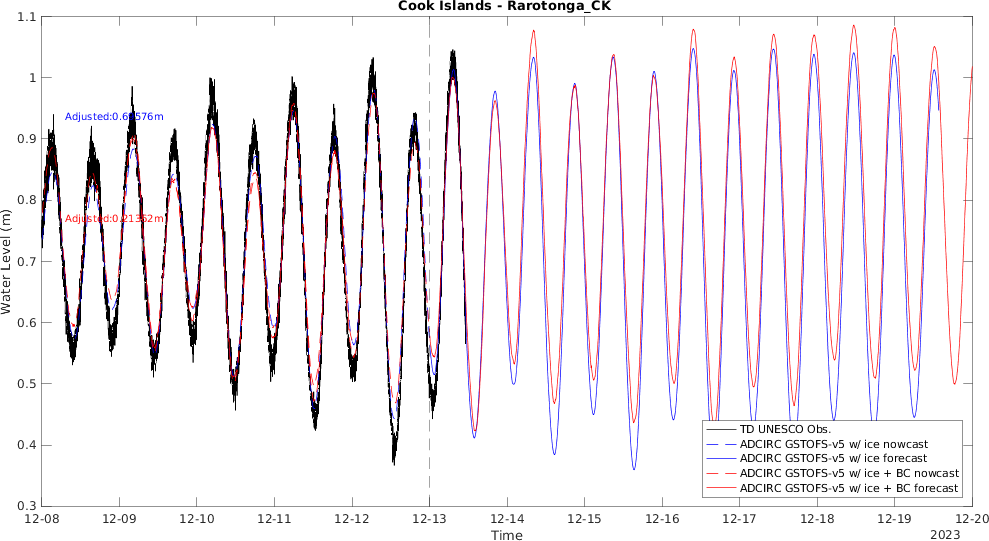 Cook Islands - Rarotonga_CK
1.1
1
0.9
0.8
0.7
0.6
0.5
0.4
0.3
Water Level (m)
Adjusted:0.66576m
Adjusted:0.21352m
TD UNESCO Obs.
ADCIRC GSTOFS-v5 w/ ice nowcast
ADCIRC GSTOFS-v5 w/ ice forecast
ADCIRC GSTOFS-v5 w/ ice + BC nowcast
ADCIRC GSTOFS-v5 w/ ice + BC forecast
12-08 12-09 12-10 12-11 12-12 12-13 12-14 12-15 12-16 12-17 12-18 12-19 12-20
Time
2023